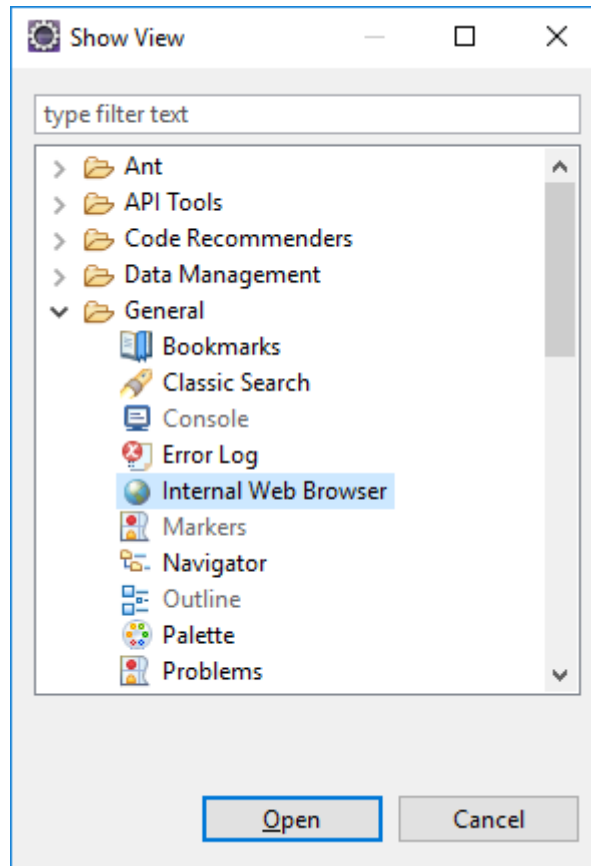 Show View
type filter text
Ant
API Tools
Code Recommenders
Data Management
General
Bookmarks
Classic Search
Console
Error Log
Internal Web Browser
Markers
Navigator
Outline
Palette
Problems
Open
Cancel